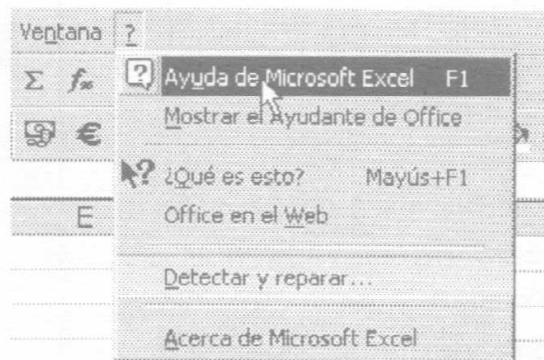 Ventana ?
Σ fx
€
Ayuda de Microsoft Excel F1
Mostrar el Ayudante de Office
¿Qué es esto? Mayús+F1
E
Office en el Web
Detectar y reparar...
Acerca de Microsoft Excel